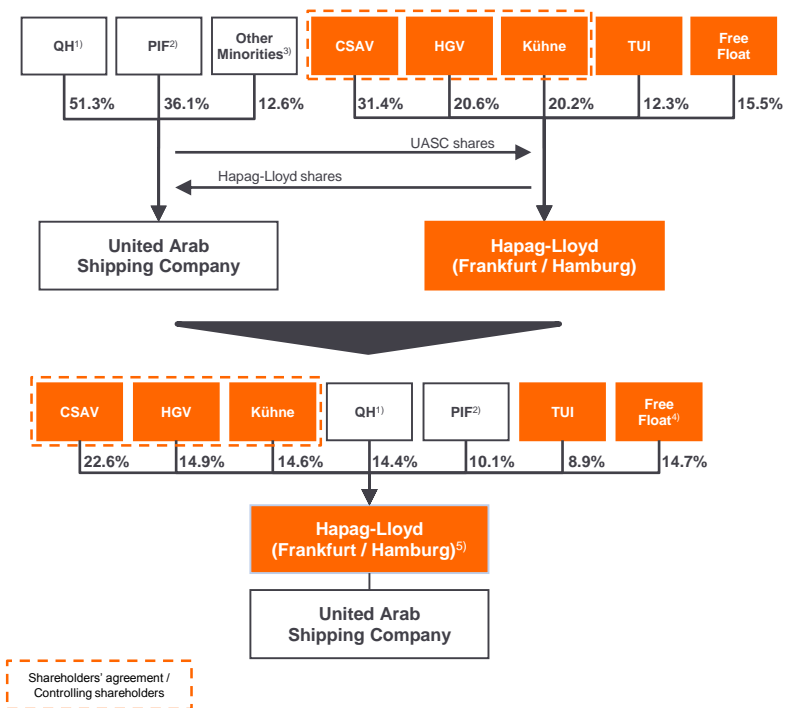 QH1)
PIF2)
Other
Minorities3)
CSAV
HGV
Kühne
TUI
Free
Float
51.3%
36.1%
12.6%
31.4%
20.6%
20.2%
12.3%
15.5%
UASC shares
Hapag-Lloyd shares
United Arab
Shipping Company
Hapag-Lloyd
(Frankfurt / Hamburg)
CSAV
HGV
Kühne
QH1)
PIF2)
TUI
Free
Float4)
22.6%
14.9%
14.6%
14.4%
10.1%
8.9%
14.7%
Hapag-Lloyd
(Frankfurt / Hamburg)5)
United Arab
Shipping Company
Shareholders' agreement /
Controlling shareholders